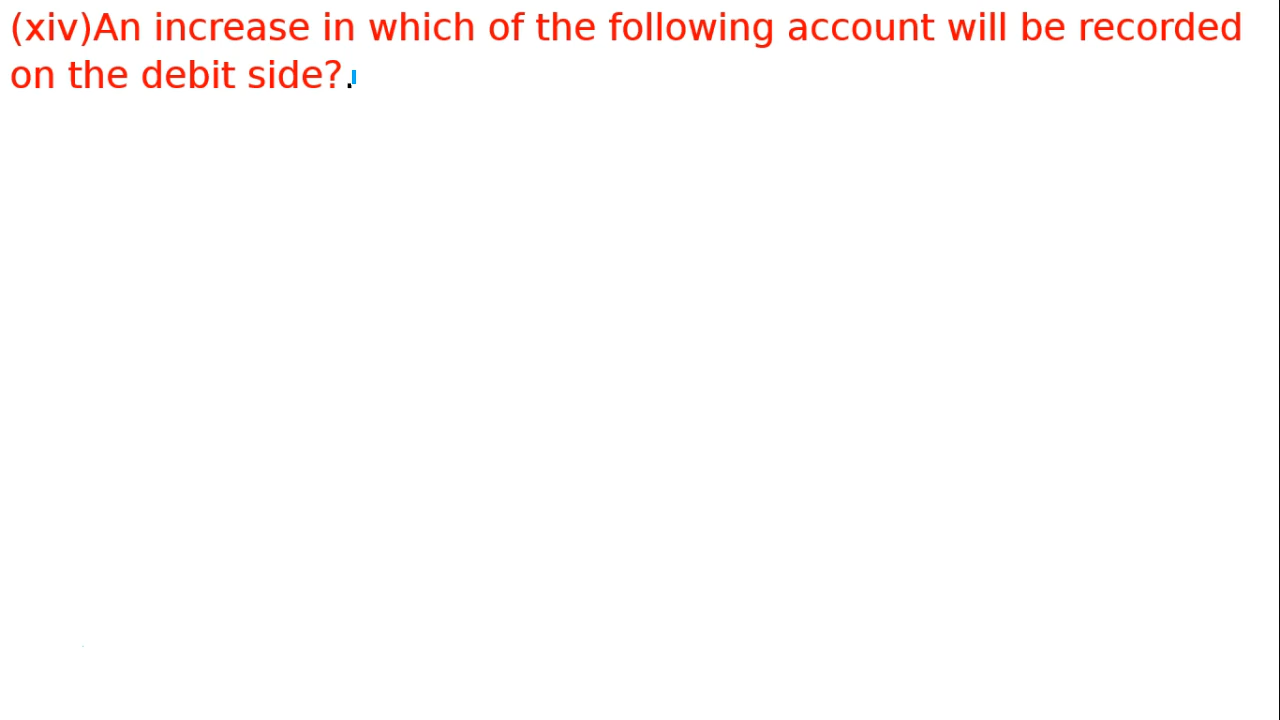 (xiv)An increase in which of the following account will be recorded
on the debit side?.